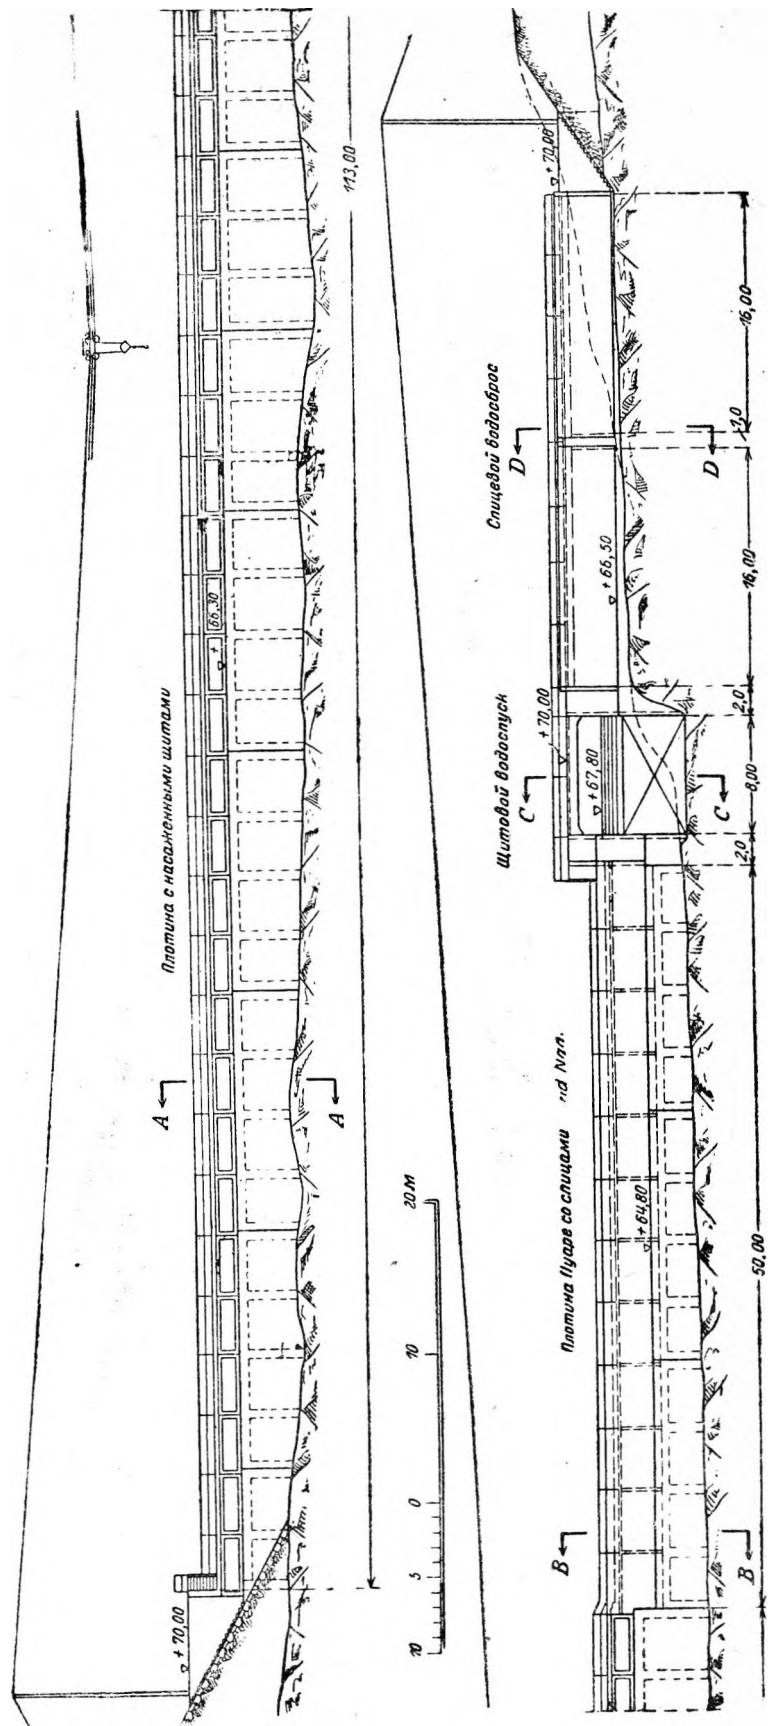 Плотина с насаженными щитами
+ 70,00
+ 66,30
113,00
A
A
10
5
0
10
20 м
Плотина Пуаре со спицами
Щитовой водоспуск
Спицевой водосброс
B
B
C
C
D
D
+ 64,80
+ 67,80
+ 70,00
+ 66,50
+ 70,00
50,00
2,0
8,00
2,0
16,00
1,0
16,00